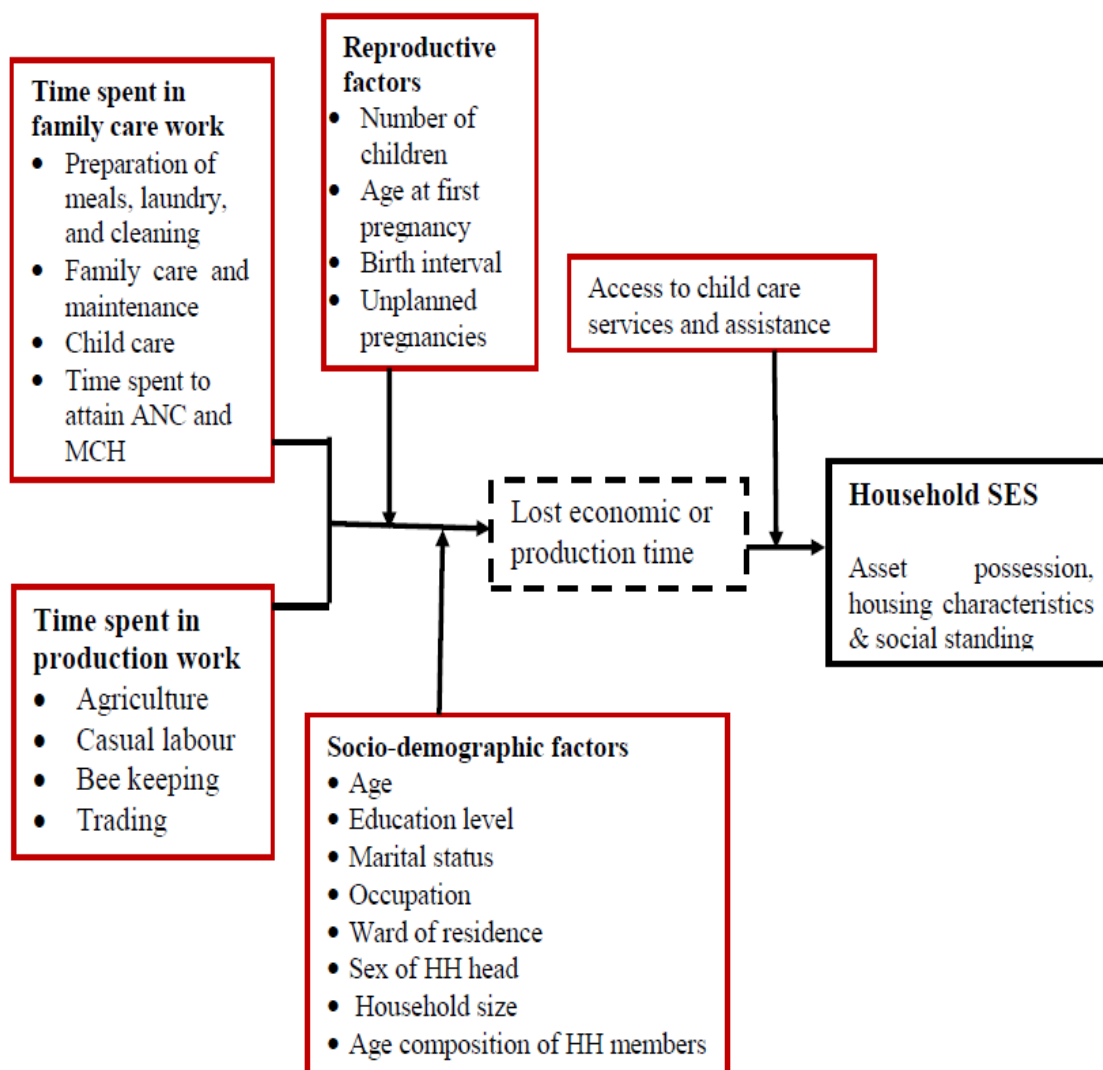 Time spent in
family care work
• Preparation of
meals, laundry,
and cleaning
• Family care and
maintenance
• Child care
• Time spent to
attain ANC and
MCH
Reproductive
factors
• Number of
children
• Age at first
pregnancy
• Birth interval
• Unplanned
pregnancies
Access to child care
services and assistance
Lost economic or
production time
Household SES
Asset possession,
housing characteristics
& social standing
Time spent in
production work
• Agriculture
• Casual labour
• Bee keeping
• Trading
Socio-demographic factors
• Age
• Education level
• Marital status
• Occupation
• Ward of residence
• Sex of HH head
• Household size
• Age composition of HH members